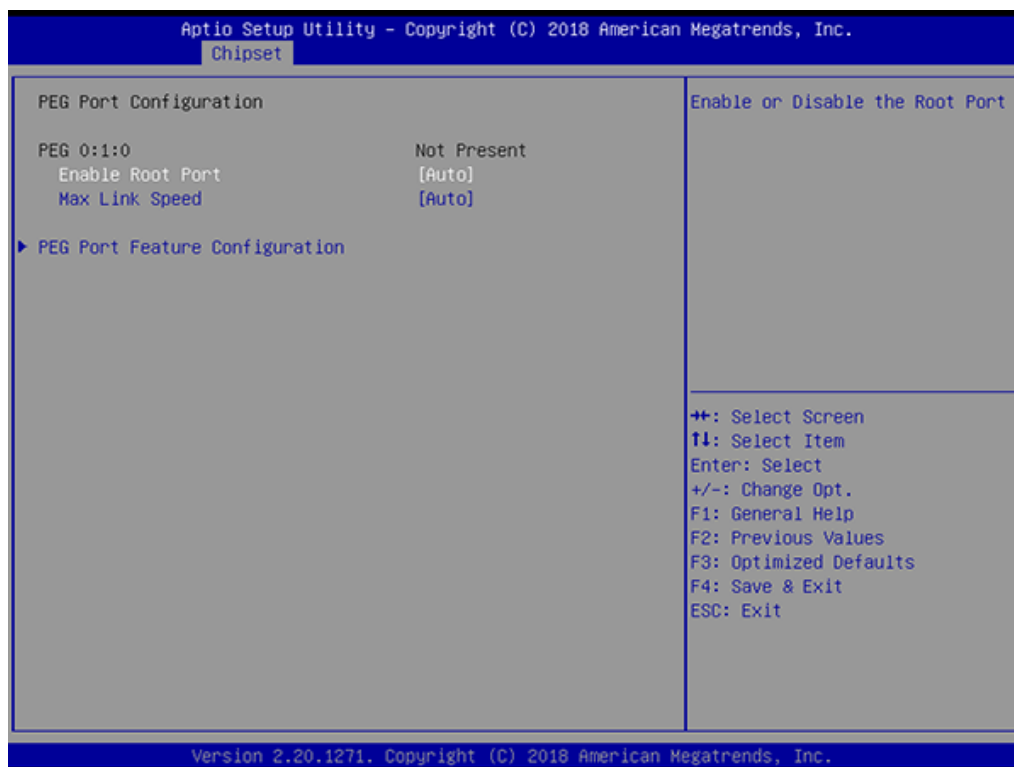 Aptio Setup Utility – Copyright (C) 2018 American Megatrends, Inc.
Chipset
PEG Port Configuration
PEG 0:1:0 Not Present
Enable Root Port [Auto]
Max Link Speed [Auto]
▶ PEG Port Feature Configuration
Enable or Disable the Root Port
→←: Select Screen
↑↓: Select Item
Enter: Select
+/-: Change Opt.
F1: General Help
F2: Previous Values
F3: Optimized Defaults
F4: Save & Exit
ESC: Exit
Version 2.20.1271. Copyright (C) 2018 American Megatrends, Inc.